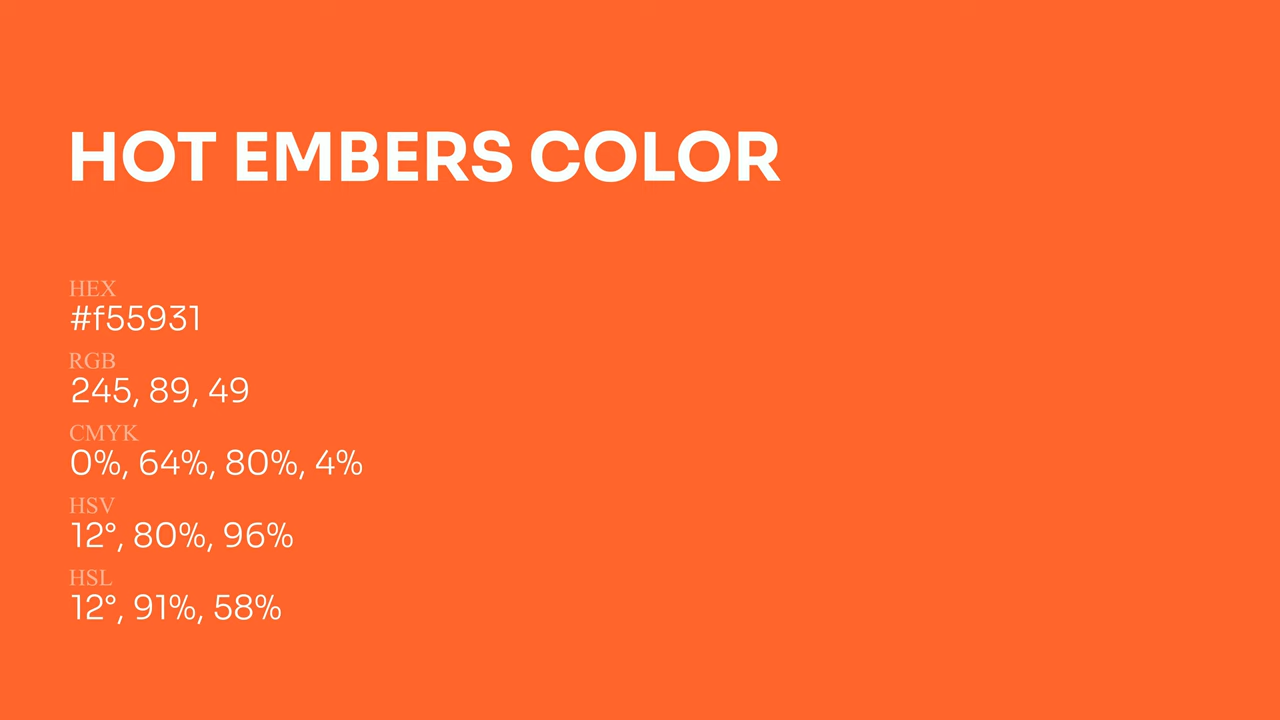 HOT EMBERS COLOR
HEX
#f55931
RGB
245, 89, 49
CMYK
0%, 64%, 80%, 4%
HSV
12°, 80%, 96%
HSL
12°, 91%, 58%